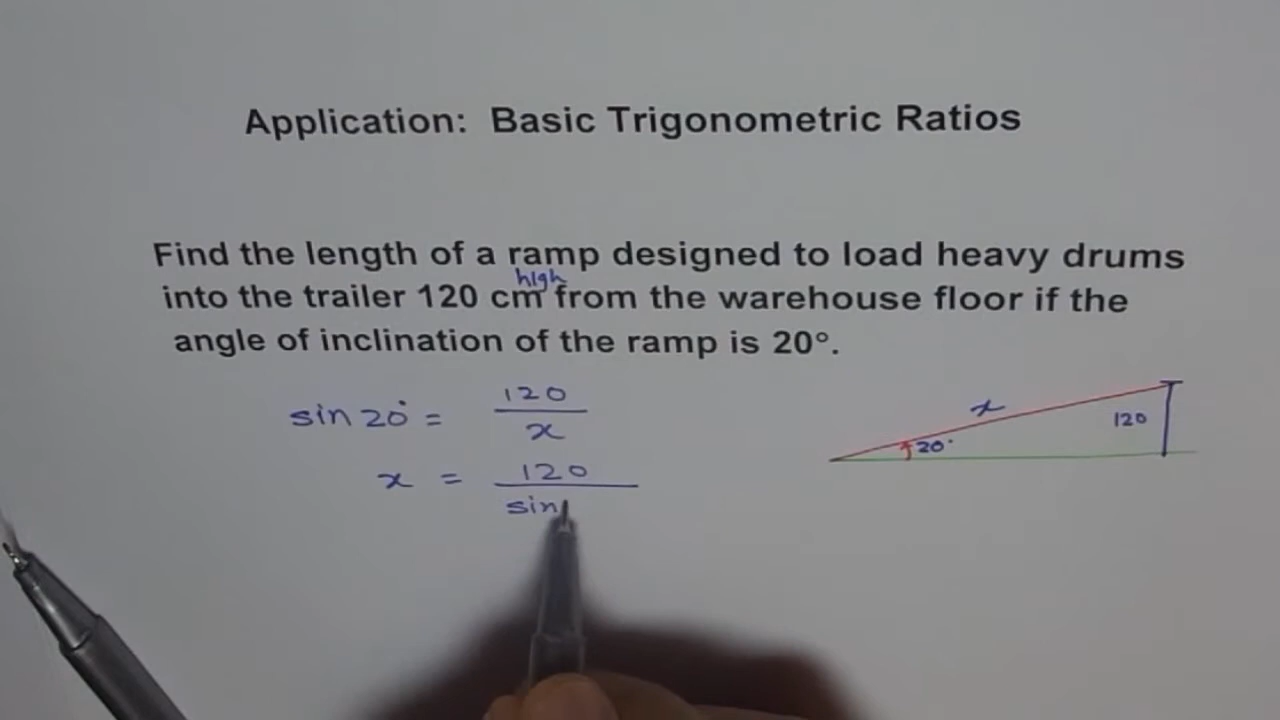 Application: Basic Trigonometric Ratios
Find the length of a ramp designed to load heavy drums
high
into the trailer 120 cm from the warehouse floor if the
angle of inclination of the ramp is 20°.
sin 20° = 120 / x
x = 120 / sin
x
120
20°